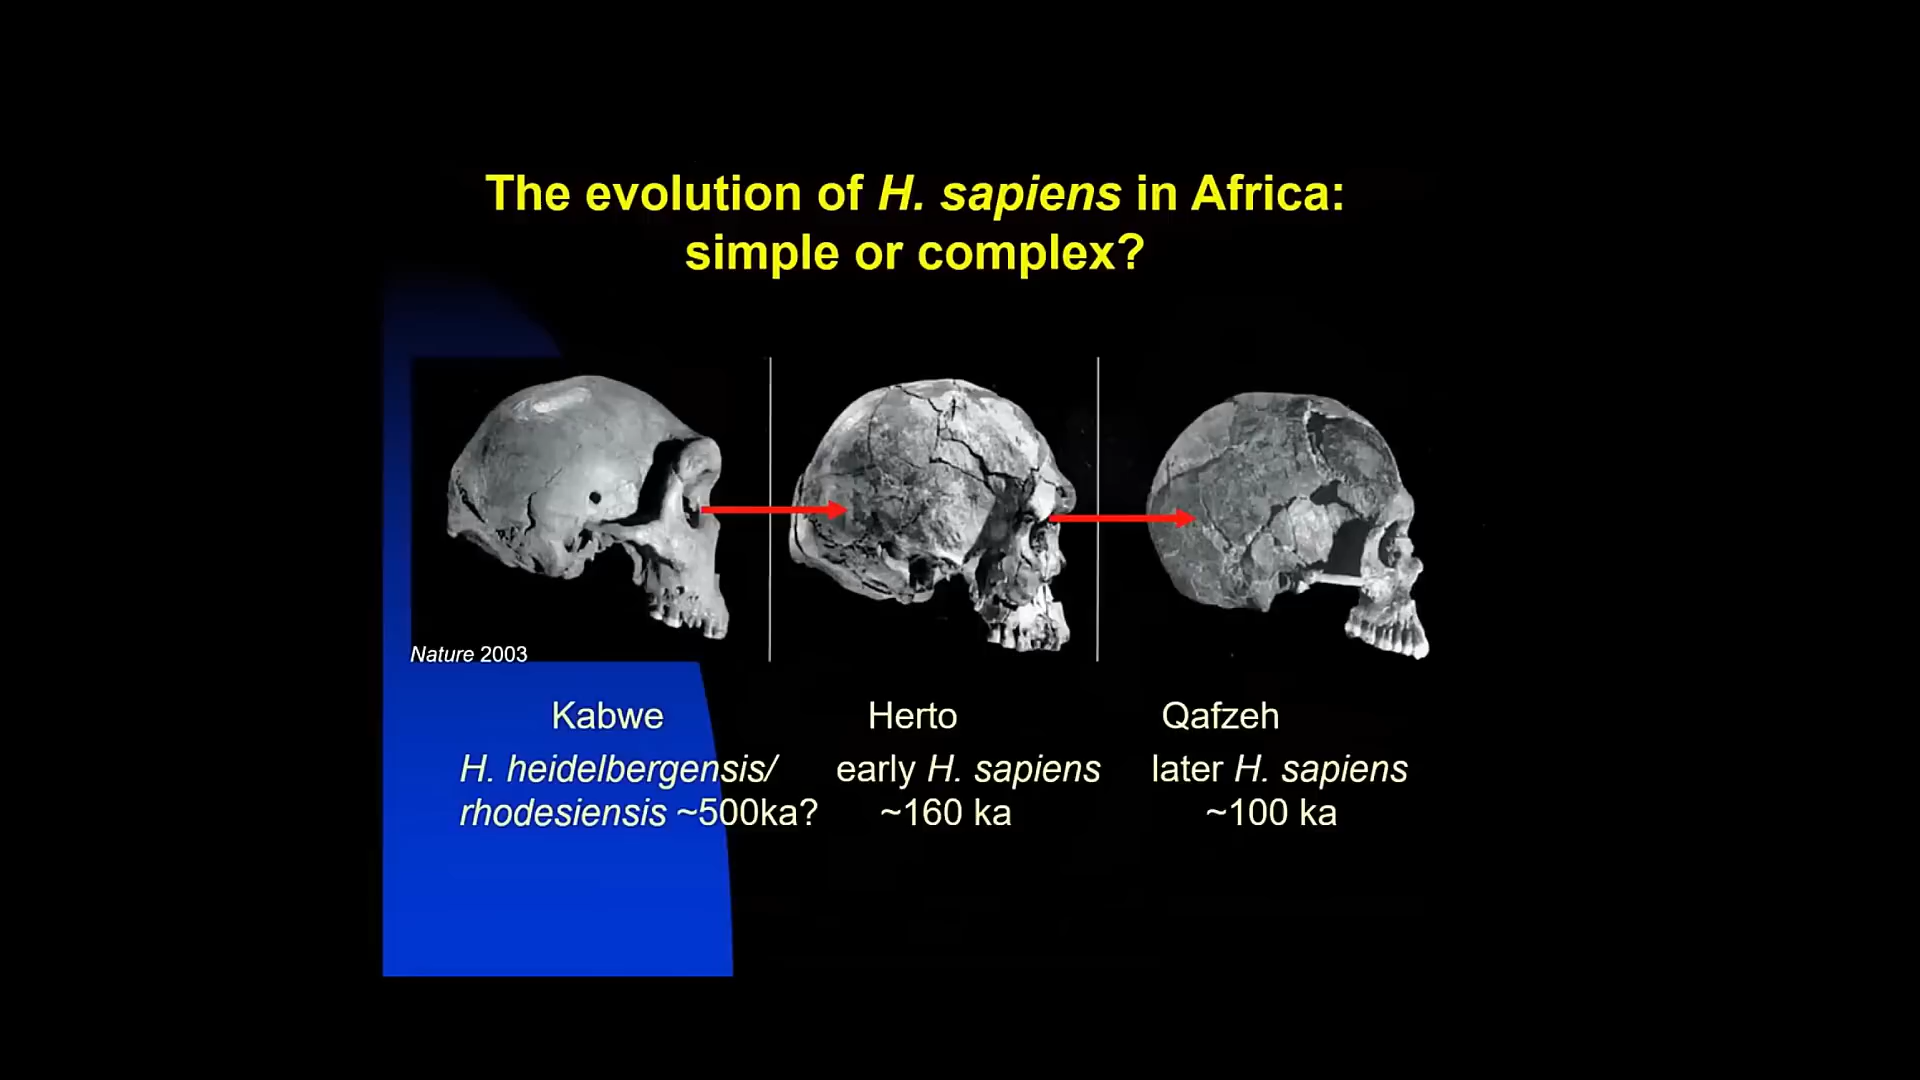 The evolution of H. sapiens in Africa:
simple or complex?
Nature 2003
Kabwe
H. heidelbergensis/
rhodesiensis ~500ka?
Herto
early H. sapiens
~160 ka
Qafzeh
later H. sapiens
~100 ka